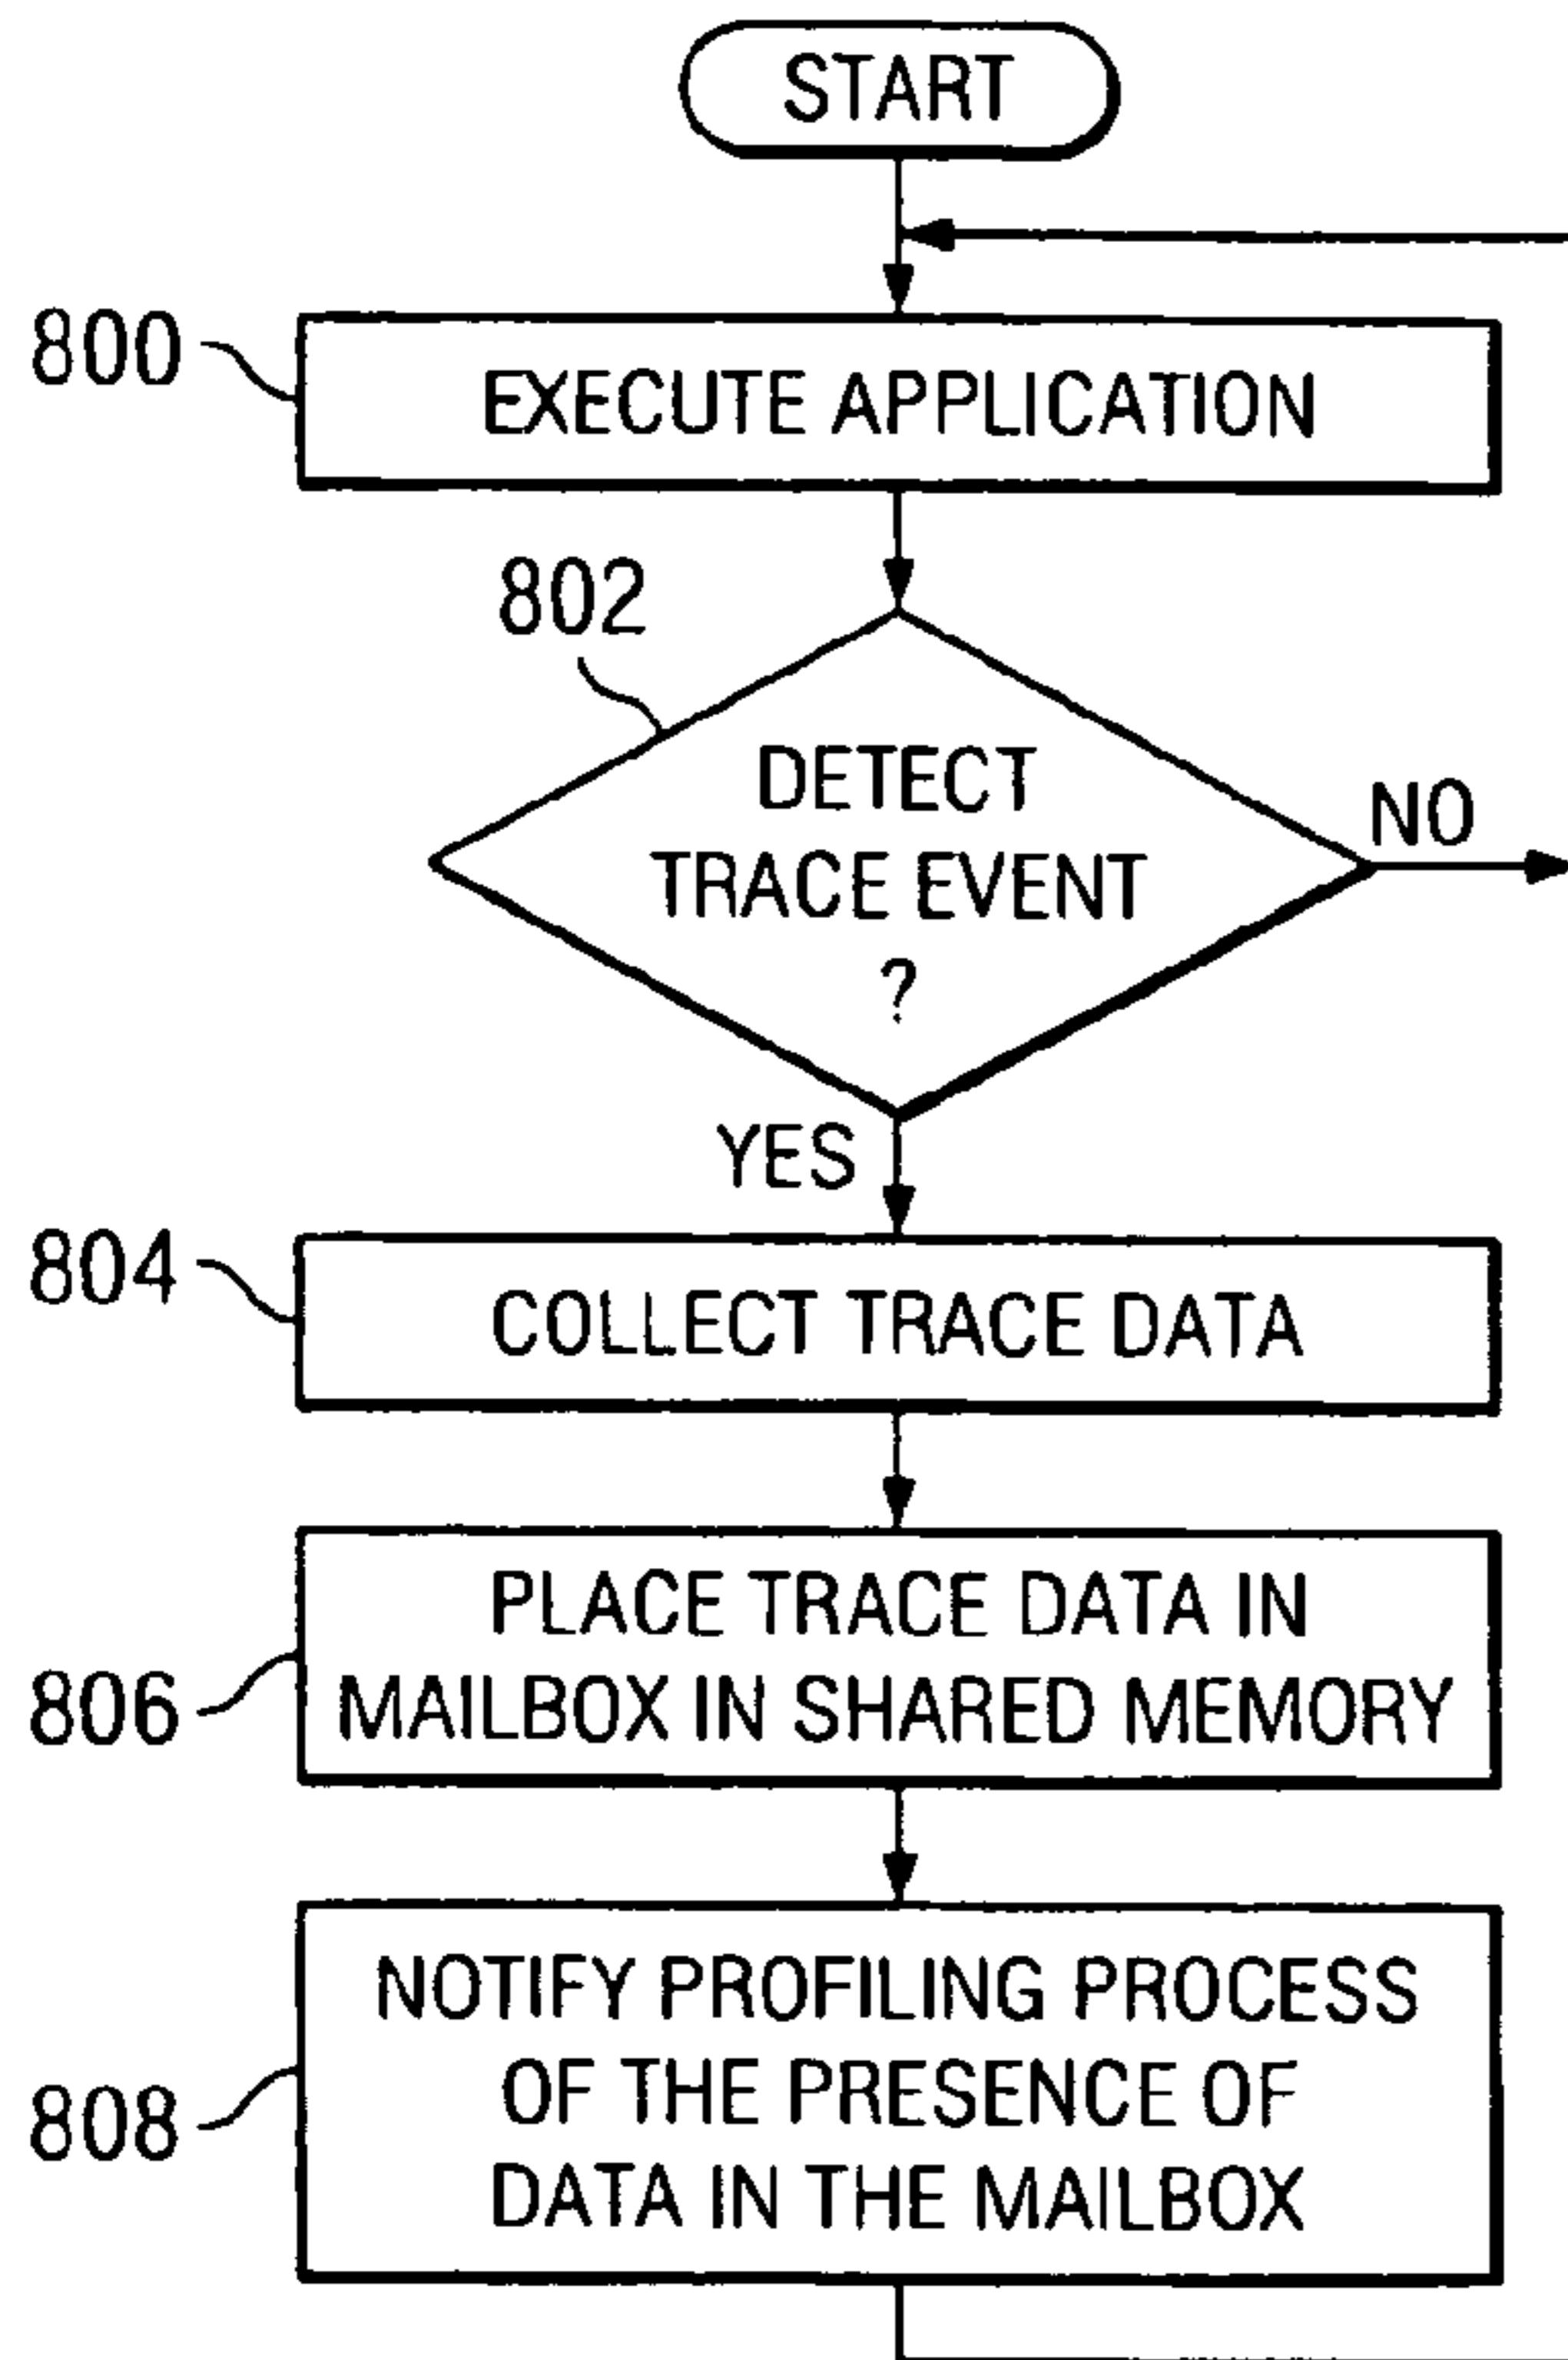 START
800
EXECUTE APPLICATION
802
DETECT
TRACE EVENT
?
NO
YES
804
COLLECT TRACE DATA
PLACE TRACE DATA IN
MAILBOX IN SHARED MEMORY
806
NOTIFY PROFILING PROCESS
OF THE PRESENCE OF
DATA IN THE MAILBOX
808